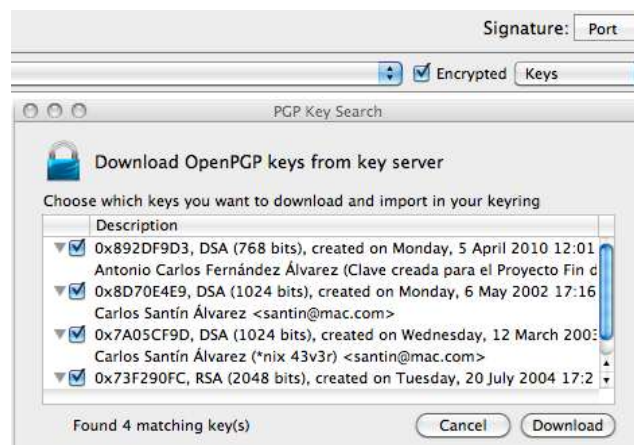 Signature: Port
Encrypted Keys
PGP Key Search
Download OpenPGP keys from key server
Choose which keys you want to download and import in your keyring
Description
0x892DF9D3, DSA (768 bits), created on Monday, 5 April 2010 12:01
Antonio Carlos Fernández Álvarez (Clave creada para el Proyecto Fin d
0x8D70E4E9, DSA (1024 bits), created on Monday, 6 May 2002 17:16
Carlos Santín Álvarez <santin@mac.com>
0x7A05CF9D, DSA (1024 bits), created on Wednesday, 12 March 2003
Carlos Santín Álvarez (*nix 43v3r) <santin@mac.com>
0x73F290FC, RSA (2048 bits), created on Tuesday, 20 July 2004 17:2
Found 4 matching key(s) Cancel Download